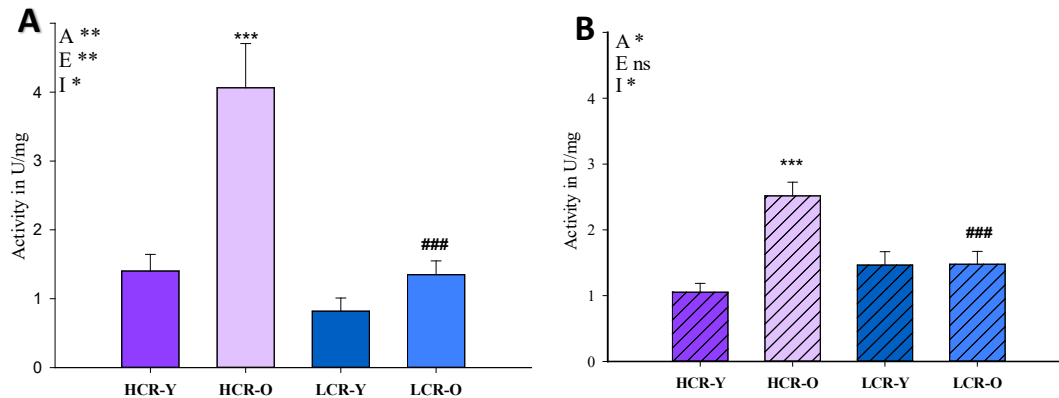 A
A **
E **
I *
***
###
Activity in U/mg
4
3
2
1
0
HCR-Y
HCR-O
LCR-Y
LCR-O
B
A *
E ns
I *
***
###
Activity in U/mg
4
3
2
1
0
HCR-Y
HCR-O
LCR-Y
LCR-O